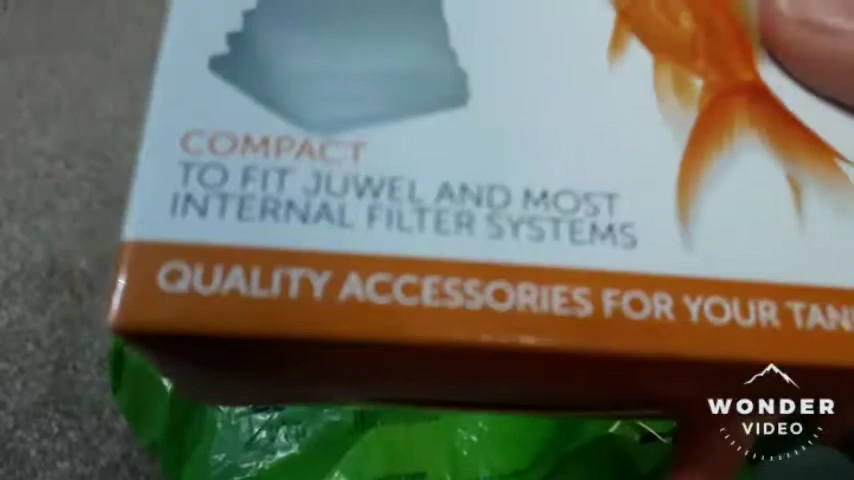 COMPACT
TO FIT JUWEL AND MOST
INTERNAL FILTER SYSTEMS
QUALITY ACCESSORIES FOR YOUR TAN
WONDER
VIDEO